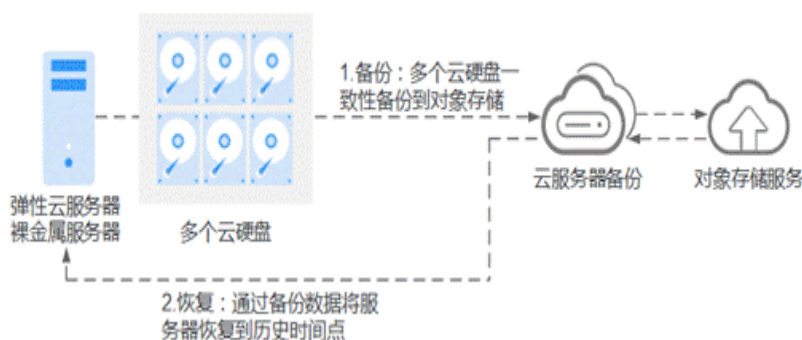 1.备份：多个云硬盘一
致性备份到对象存储
弹性云服务器
裸金属服务器
多个云硬盘
云服务器备份
对象存储服务
2.恢复：通过备份数据将服
务器恢复到历史时间点